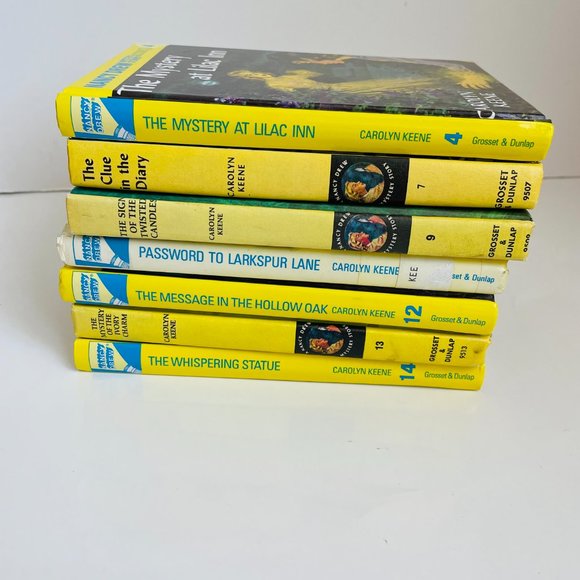 The Mystery
at Lilac Inn
CAROLYN
KEENE
NANCY
DREW
THE MYSTERY AT LILAC INN
CAROLYN KEENE
4
Grosset & Dunlap
The
Clue
in the
Diary
CAROLYN
KEENE
NANCY DREW
MYSTERY STORY
7
GROSSET
&
DUNLAP
9507
THE SIGN
OF THE
TWISTED
CANDLES
CAROLYN
KEENE
NANCY DREW
MYSTERY STORY
9
GROSSET
&
DUNLAP
9509
NANCY
DREW
PASSWORD TO LARKSPUR LANE
CAROLYN KEENE
KEE
sset & Dunlap
NANCY
DREW
THE MESSAGE IN THE HOLLOW OAK
CAROLYN KEENE
12
Grosset & Dunlap
THE
MYSTERY
OF THE
IVORY
CHARM
CAROLYN
KEENE
NANCY DREW
MYSTERY STORY
13
GROSSET
&
DUNLAP
9513
NANCY
DREW
THE WHISPERING STATUE
CAROLYN KEENE
14
Grosset & Dunlap